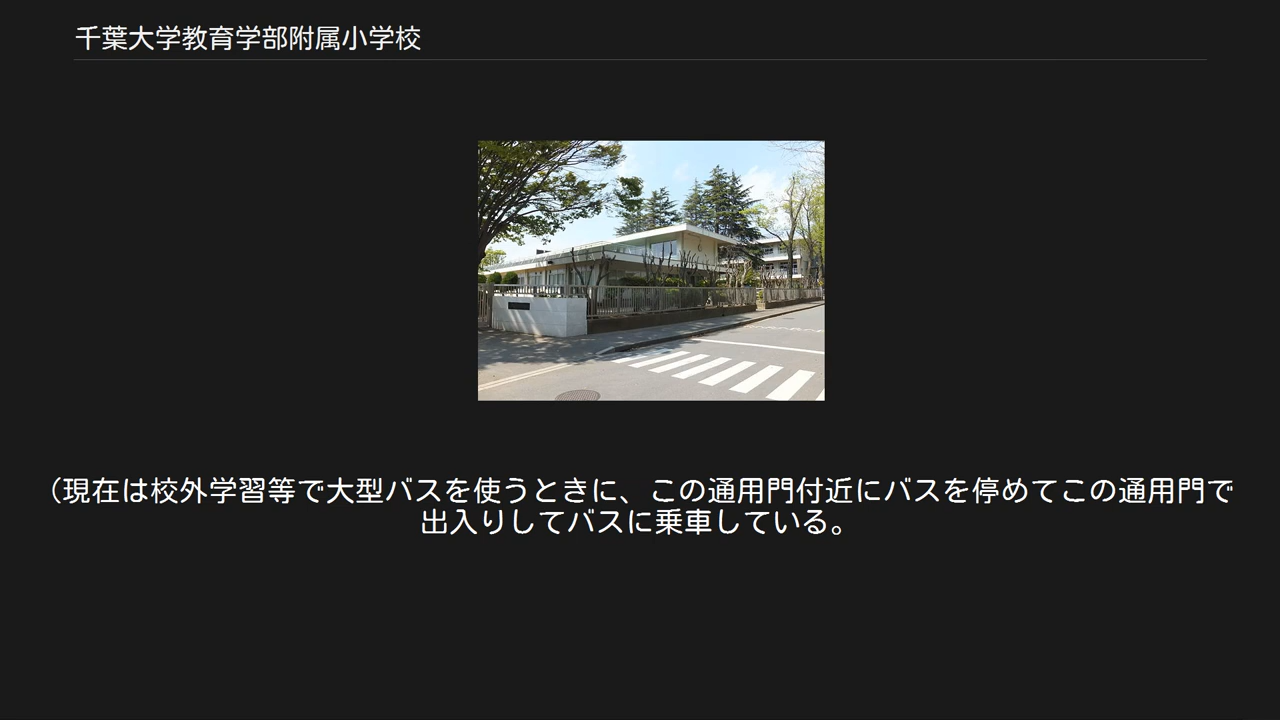 千葉大学教育学部附属小学校
（現在は校外学習等で大型バスを使うときに、この通用門付近にバスを停めてこの通用門で
出入りしてバスに乗車している。